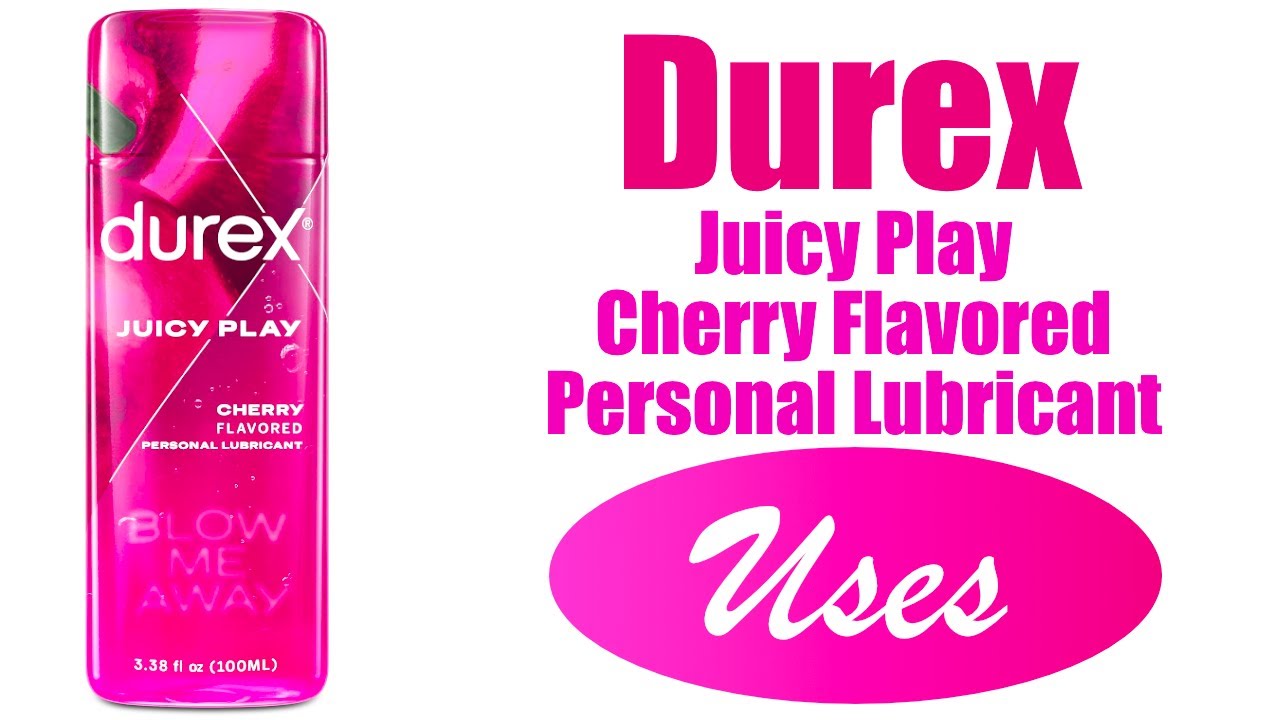 durex®
JUICY PLAY
CHERRY
FLAVORED
PERSONAL LUBRICANT
BLOW
ME
AWAY
3.38 fl oz (100ML)
Durex
Juicy Play
Cherry Flavored
Personal Lubricant
Uses